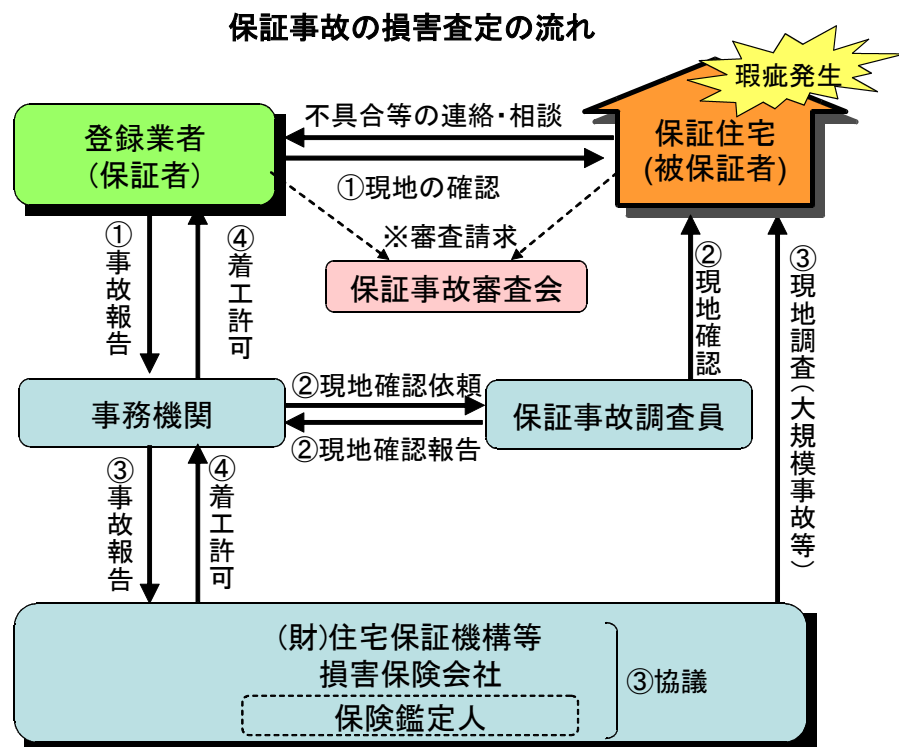 保証事故の損害査定の流れ
瑕疵発生
不具合等の連絡・相談
登録業者
(保証者)
保証住宅
(被保証者)
①現地の確認
※審査請求
保証事故審査会
①事故報告
④着工許可
②現地確認
③現地調査(大規模事故等)
事務機関
②現地確認依頼
②現地確認報告
保証事故調査員
③事故報告
④着工許可
(財)住宅保証機構等
損害保険会社
保険鑑定人
③協議